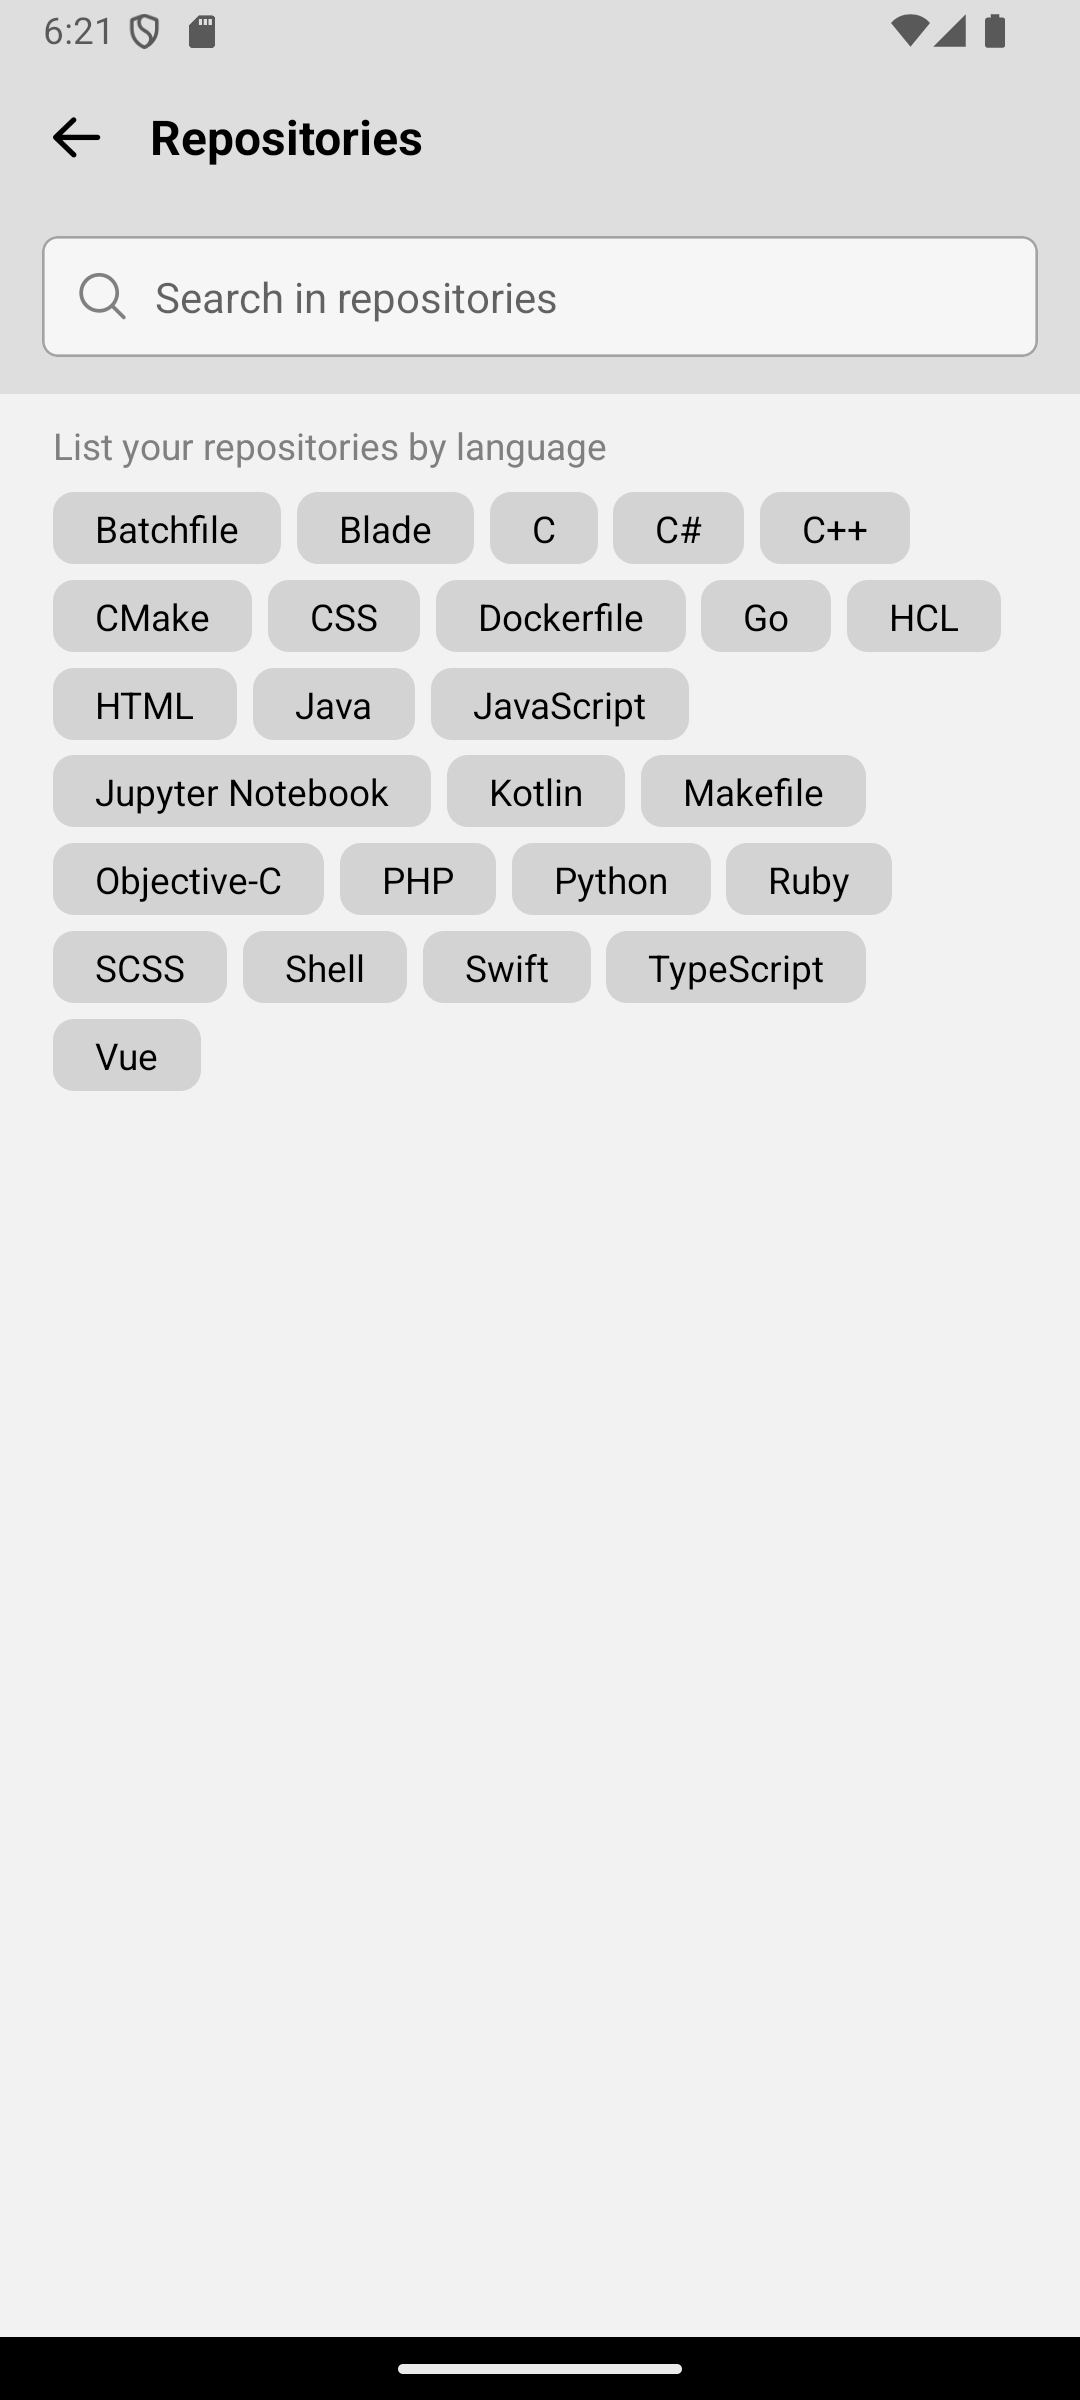 6:21
Repositories
Search in repositories
List your repositories by language
Batchfile Blade C C# C++
CMake CSS Dockerfile Go HCL
HTML Java JavaScript
Jupyter Notebook Kotlin Makefile
Objective-C PHP Python Ruby
SCSS Shell Swift TypeScript
Vue